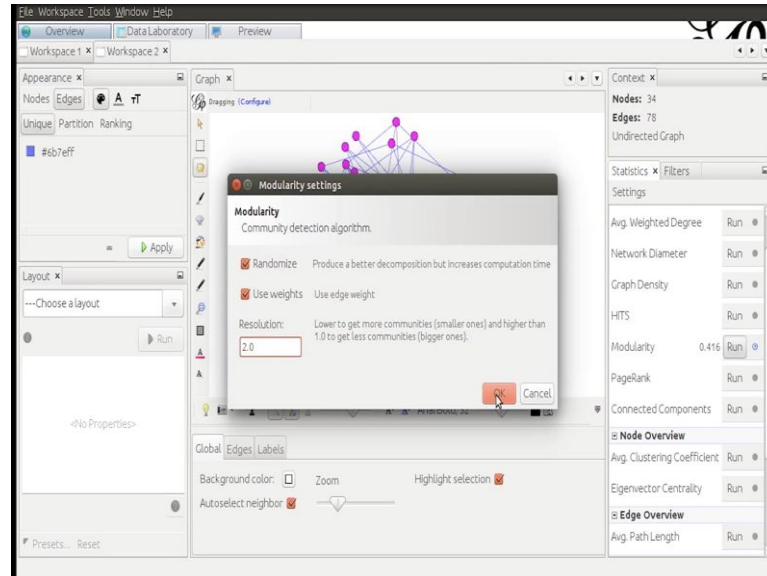 File Workspace Tools Window Help
Overview Data Laboratory Preview
Workspace 1 × Workspace 2 ×
Appearance ×
Nodes Edges
Unique Partition Ranking
#6b7eff
Apply
Layout ×
---Choose a layout
Run
<No Properties>
Presets... Reset
Graph ×
Dragging (Configure)
Modularity settings
Modularity
Community detection algorithm.
Randomize Produce a better decomposition but increases computation time
Use weights Use edge weight
Resolution: Lower to get more communities (smaller ones) and higher than
1.0 to get less communities (bigger ones).
2.0
OK Cancel
Global Edges Labels
Background color: Zoom Highlight selection
Autoselect neighbor
Context ×
Nodes: 34
Edges: 78
Undirected Graph
Statistics × Filters
Settings
Avg. Weighted Degree Run
Network Diameter Run
Graph Density Run
HITS Run
Modularity 0.416 Run
PageRank Run
Connected Components Run
Node Overview
Avg. Clustering Coefficient Run
Eigenvector Centrality Run
Edge Overview
Avg. Path Length Run